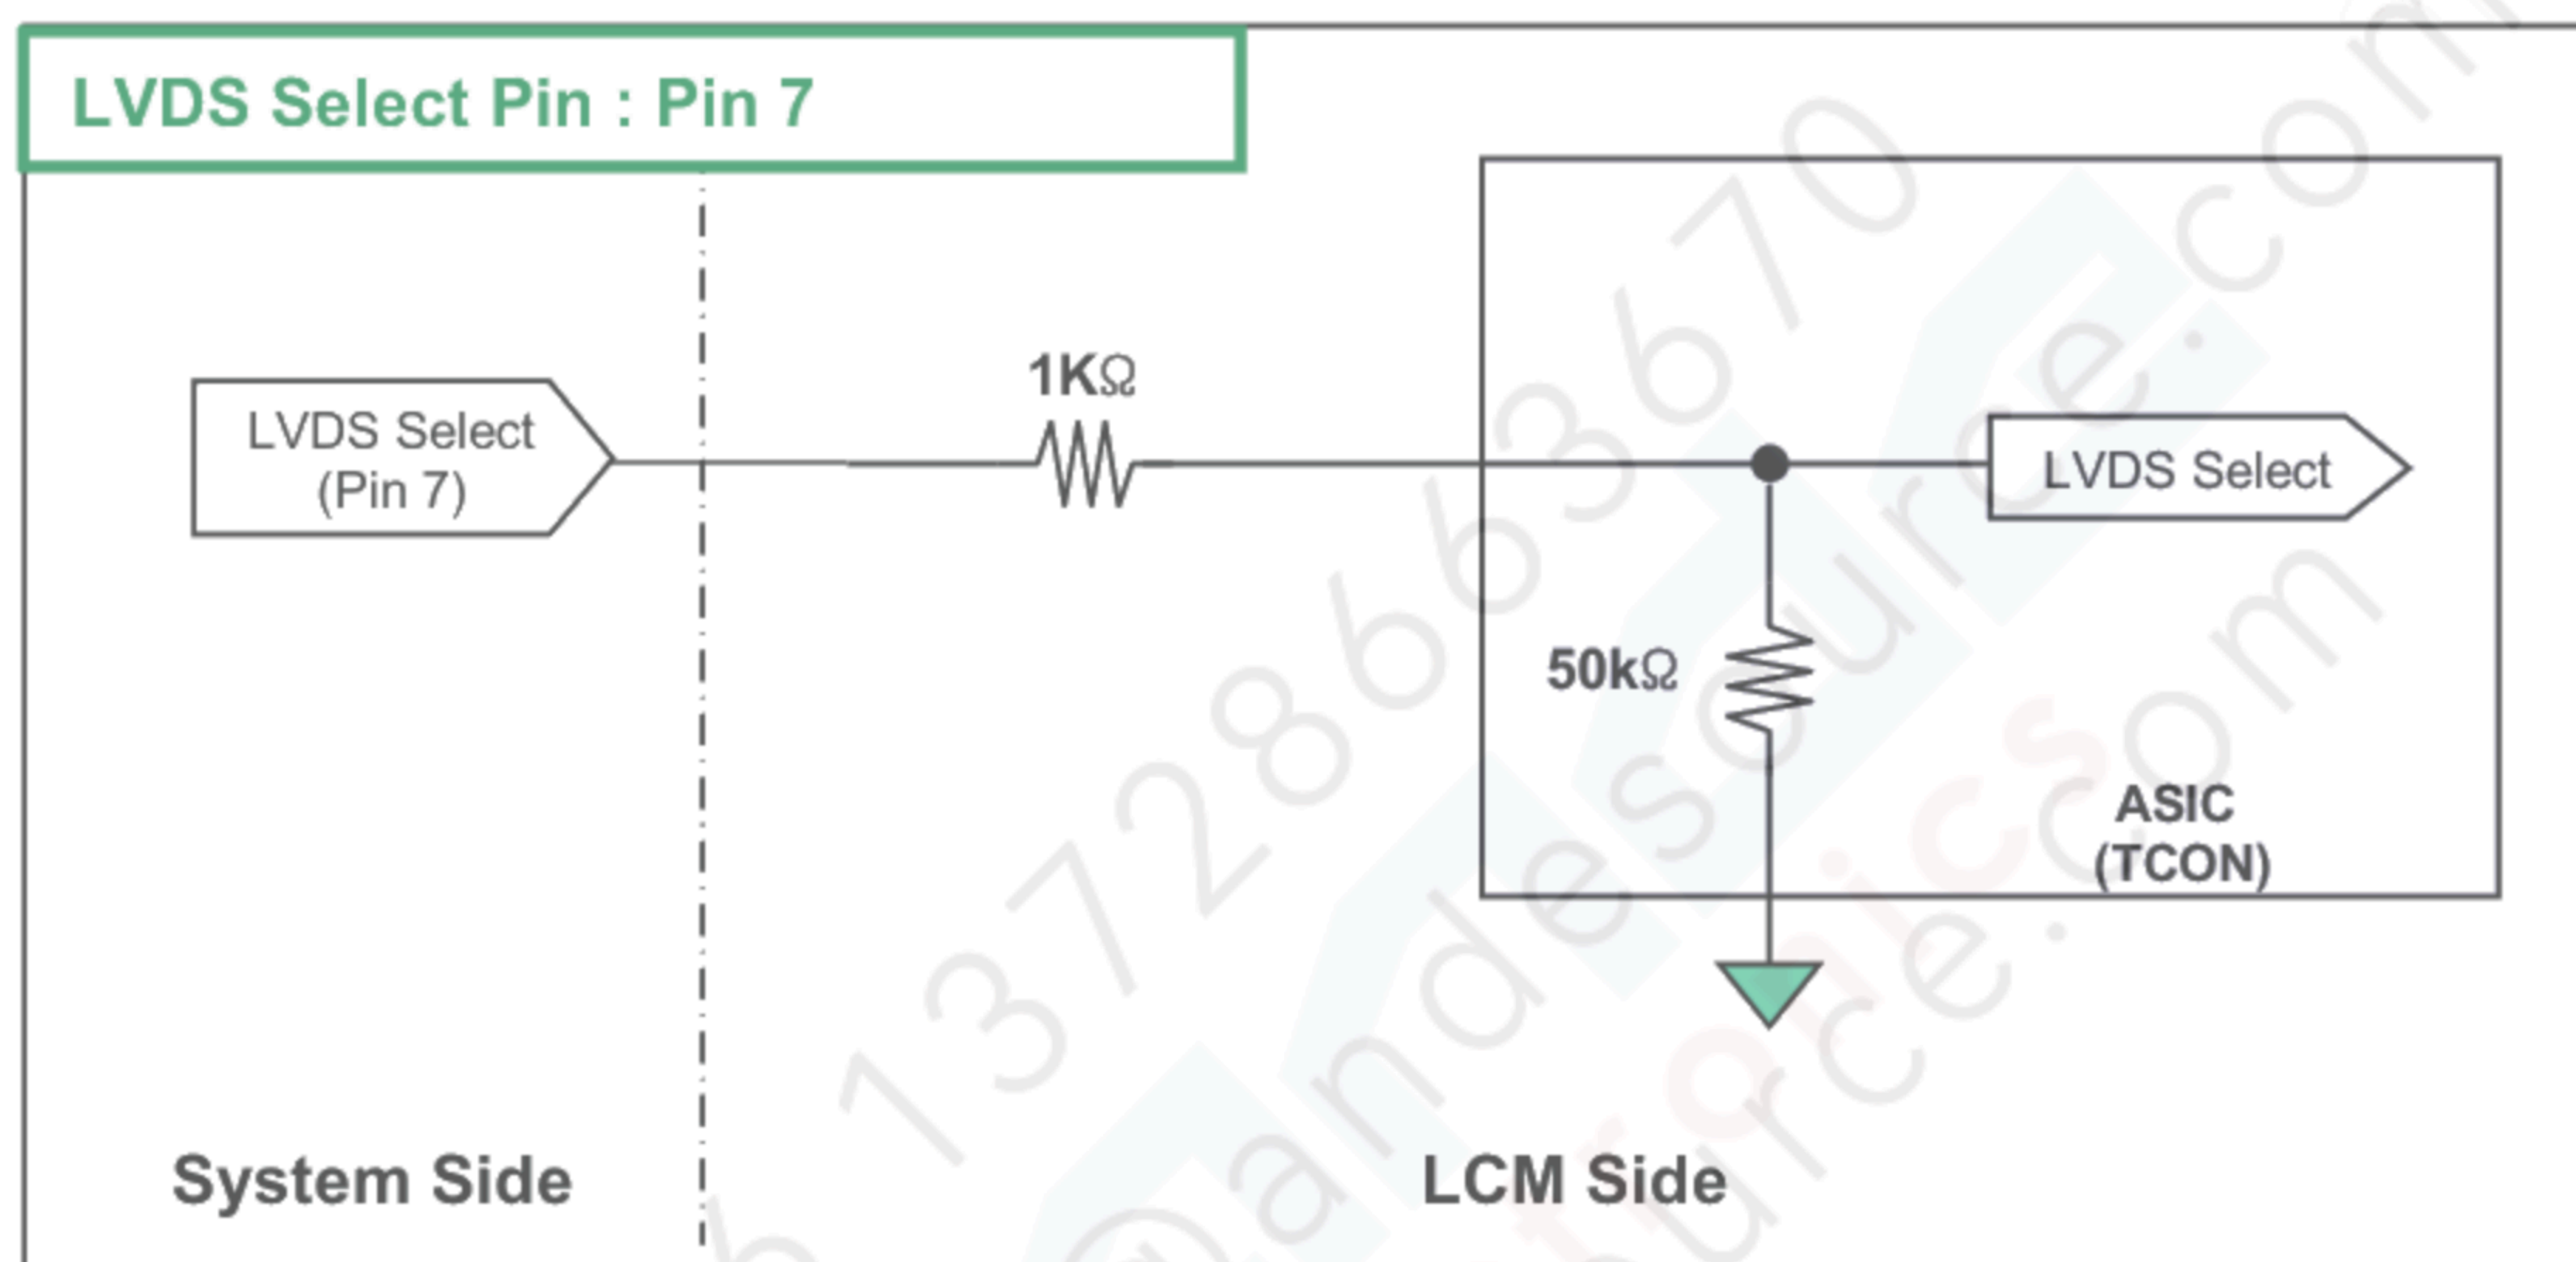 LVDS Select Pin : Pin 7
1KΩ
LVDS Select
(Pin 7)
LVDS Select
50kΩ
ASIC
(TCON)
System Side
LCM Side
13728663670